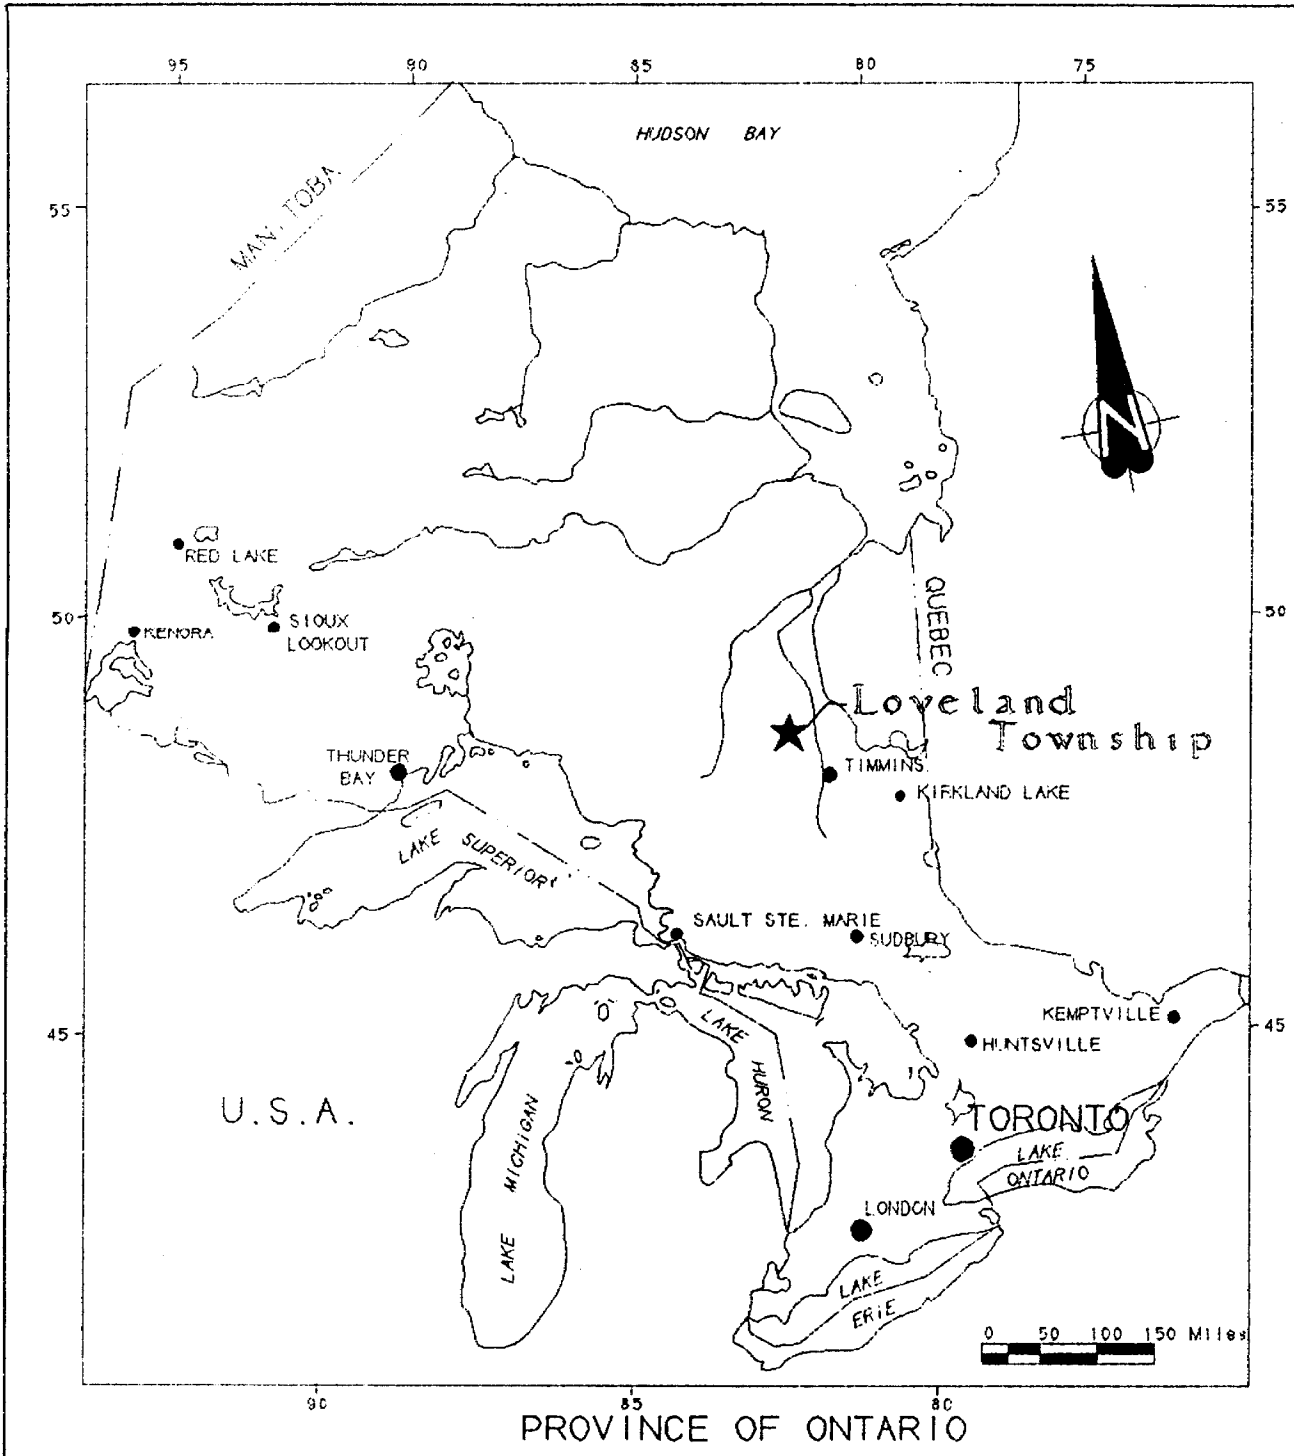 95 90 85 80 75
HUDSON BAY
MANITOBA
55 55
N
RED LAKE
50 50
KENORA
SIOUX
LOOKOUT
QUEBEC
Loveland
Township
THUNDER
BAY
TIMMINS
KIRKLAND LAKE
LAKE SUPERIOR
SAULT STE. MARIE
SUDBURY
KEMPTVILLE
45 45
LAKE HURON
HUNTSVILLE
U.S.A.
LAKE MICHIGAN
TORONTO
LAKE
ONTARIO
LONDON
LAKE
ERIE
0 50 100 150 Miles
90 85 80
PROVINCE OF ONTARIO